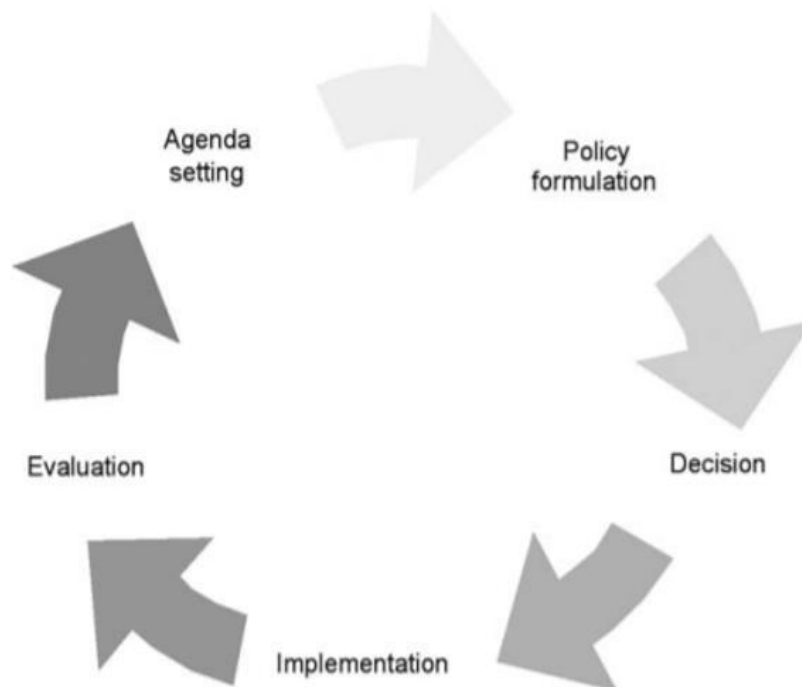 Agenda
setting
Policy
formulation
Decision
Implementation
Evaluation